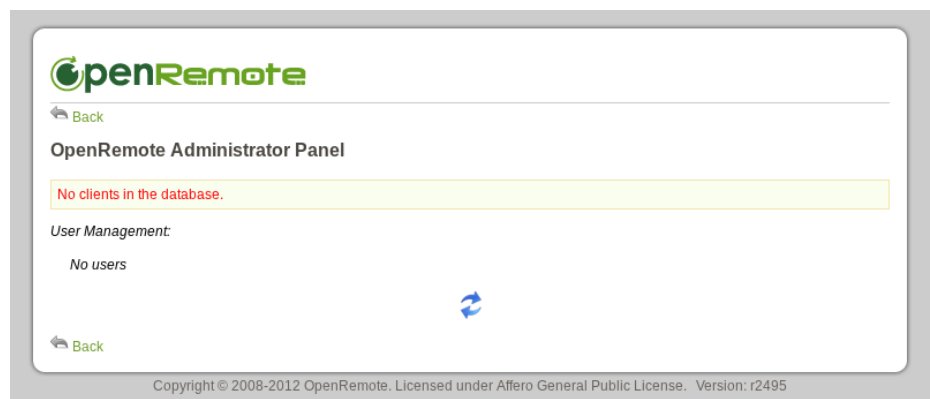 OpenRemote
Back
OpenRemote Administrator Panel
No clients in the database.
User Management:
No users
Back
Copyright © 2008-2012 OpenRemote. Licensed under Affero General Public License. Version: r2495